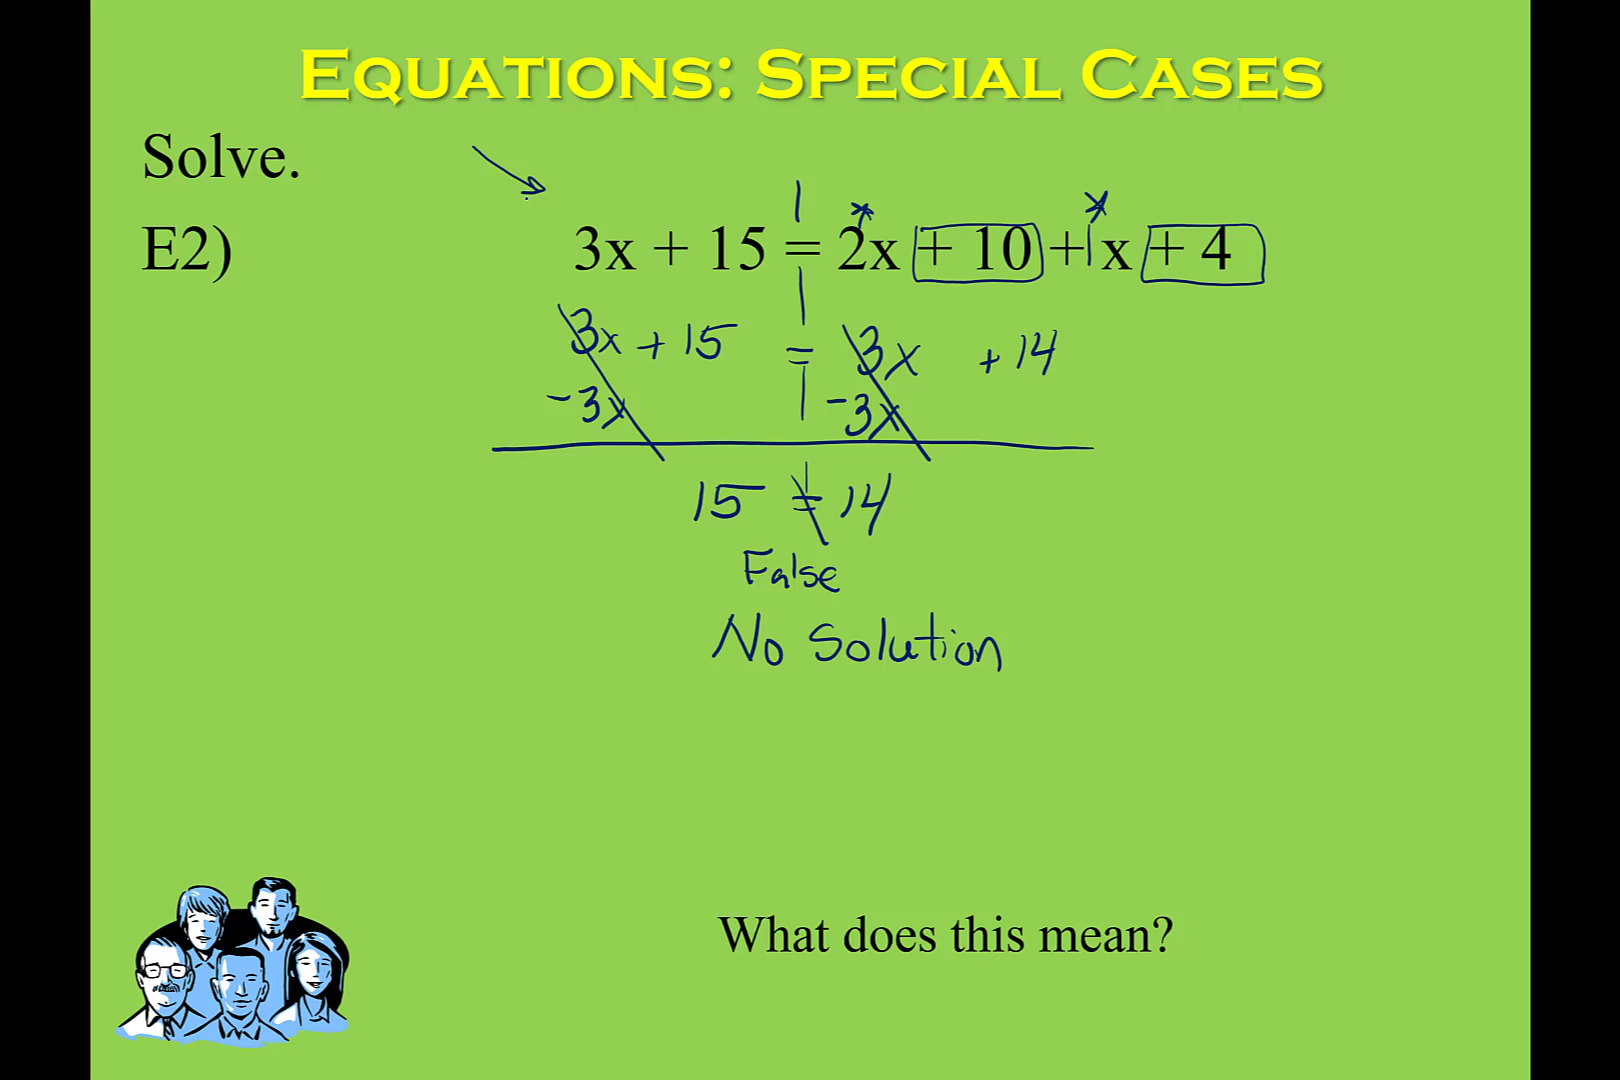 EQUATIONS: SPECIAL CASES
Solve.
E2)
3x + 15 = 2x + 10 + 1x + 4
3x + 15 = 3x + 14
-3x -3x
15 ≠ 14
False
No Solution
What does this mean?